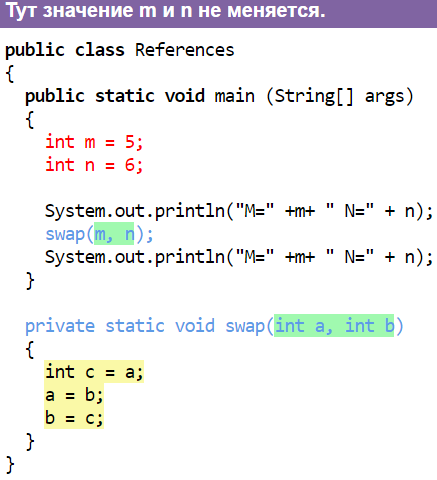 Тут значение m и n не меняется.
public class References
{
public static void main (String[] args)
{
int m = 5;
int n = 6;
System.out.println("M=" +m+ " N=" + n);
swap(m, n);
System.out.println("M=" +m+ " N=" + n);
}
private static void swap(int a, int b)
{
int c = a;
a = b;
b = c;
}
}